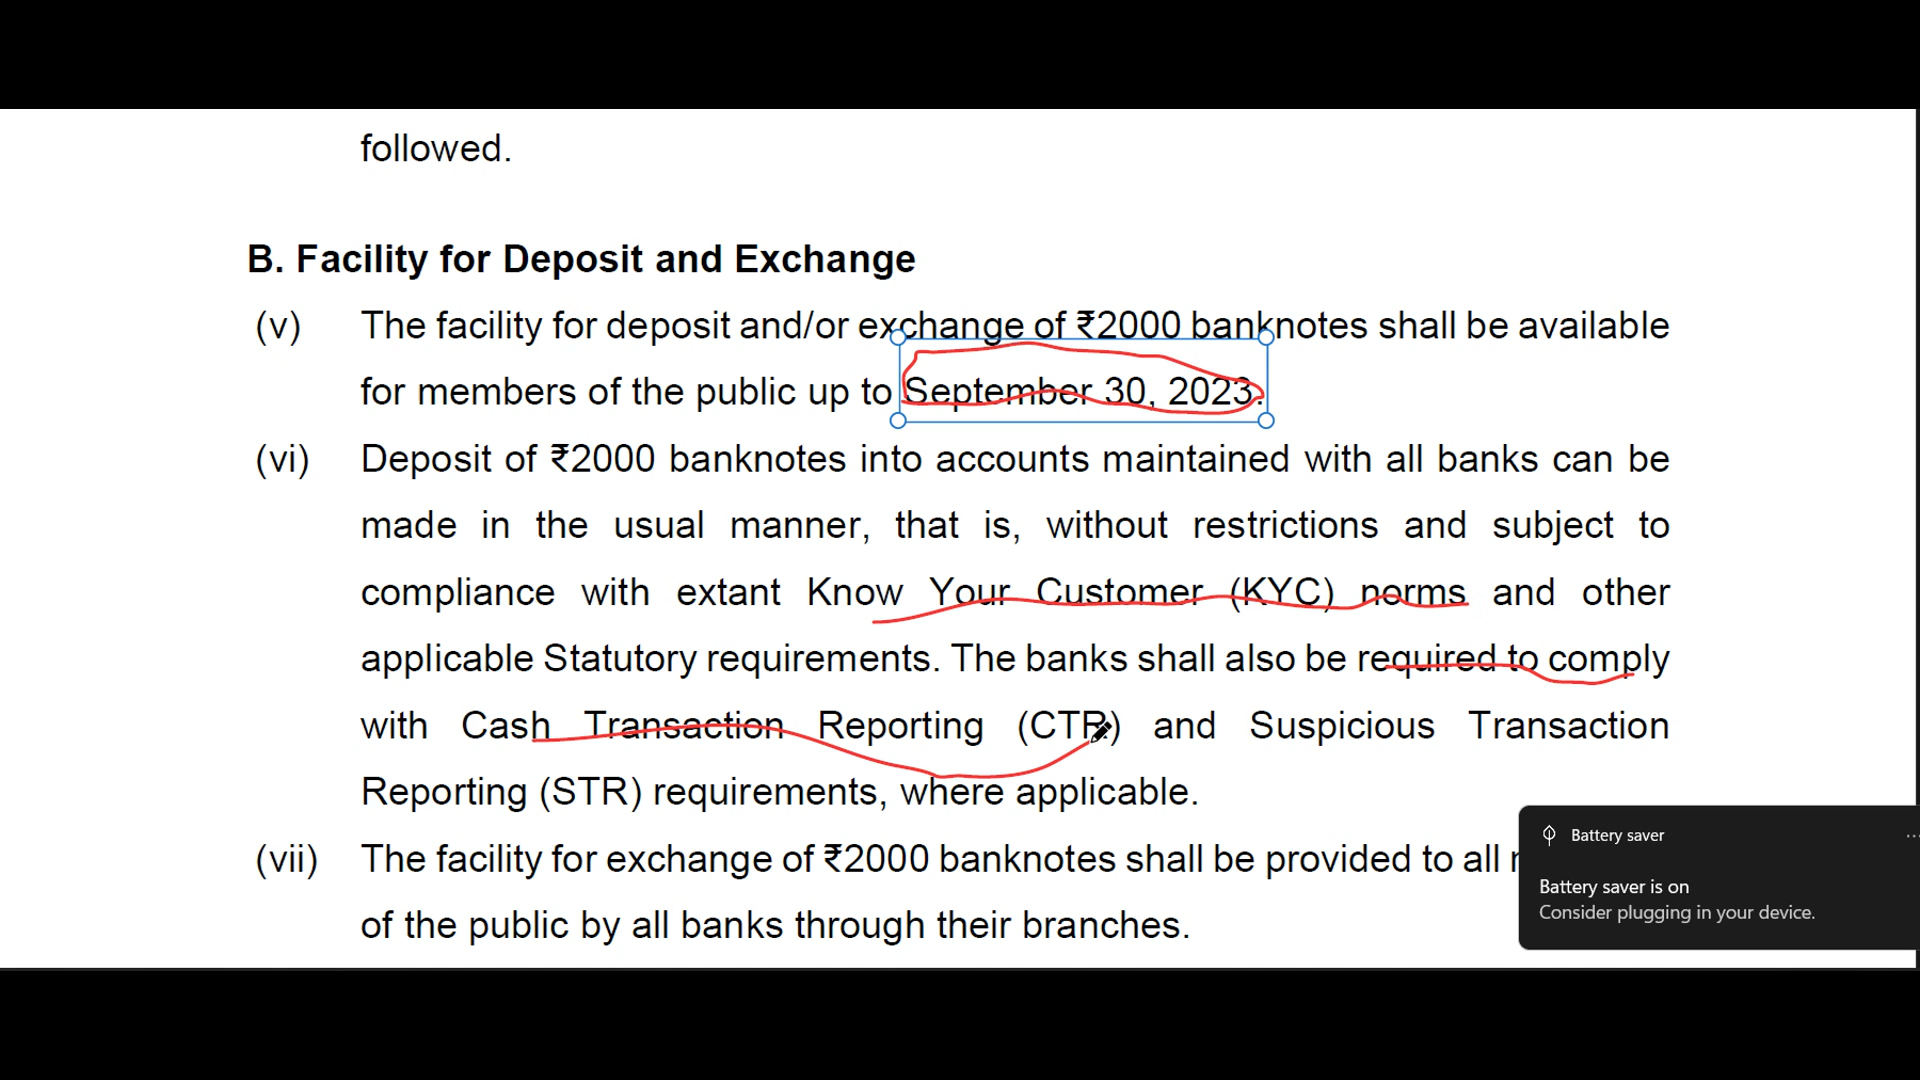 followed.
B. Facility for Deposit and Exchange
(v) The facility for deposit and/or exchange of ₹2000 banknotes shall be available
for members of the public up to September 30, 2023.
(vi) Deposit of ₹2000 banknotes into accounts maintained with all banks can be
made in the usual manner, that is, without restrictions and subject to
compliance with extant Know Your Customer (KYC) norms and other
applicable Statutory requirements. The banks shall also be required to comply
with Cash Transaction Reporting (CTR) and Suspicious Transaction
Reporting (STR) requirements, where applicable.
(vii) The facility for exchange of ₹2000 banknotes shall be provided to all
of the public by all banks through their branches.
Battery saver
Battery saver is on
Consider plugging in your device.